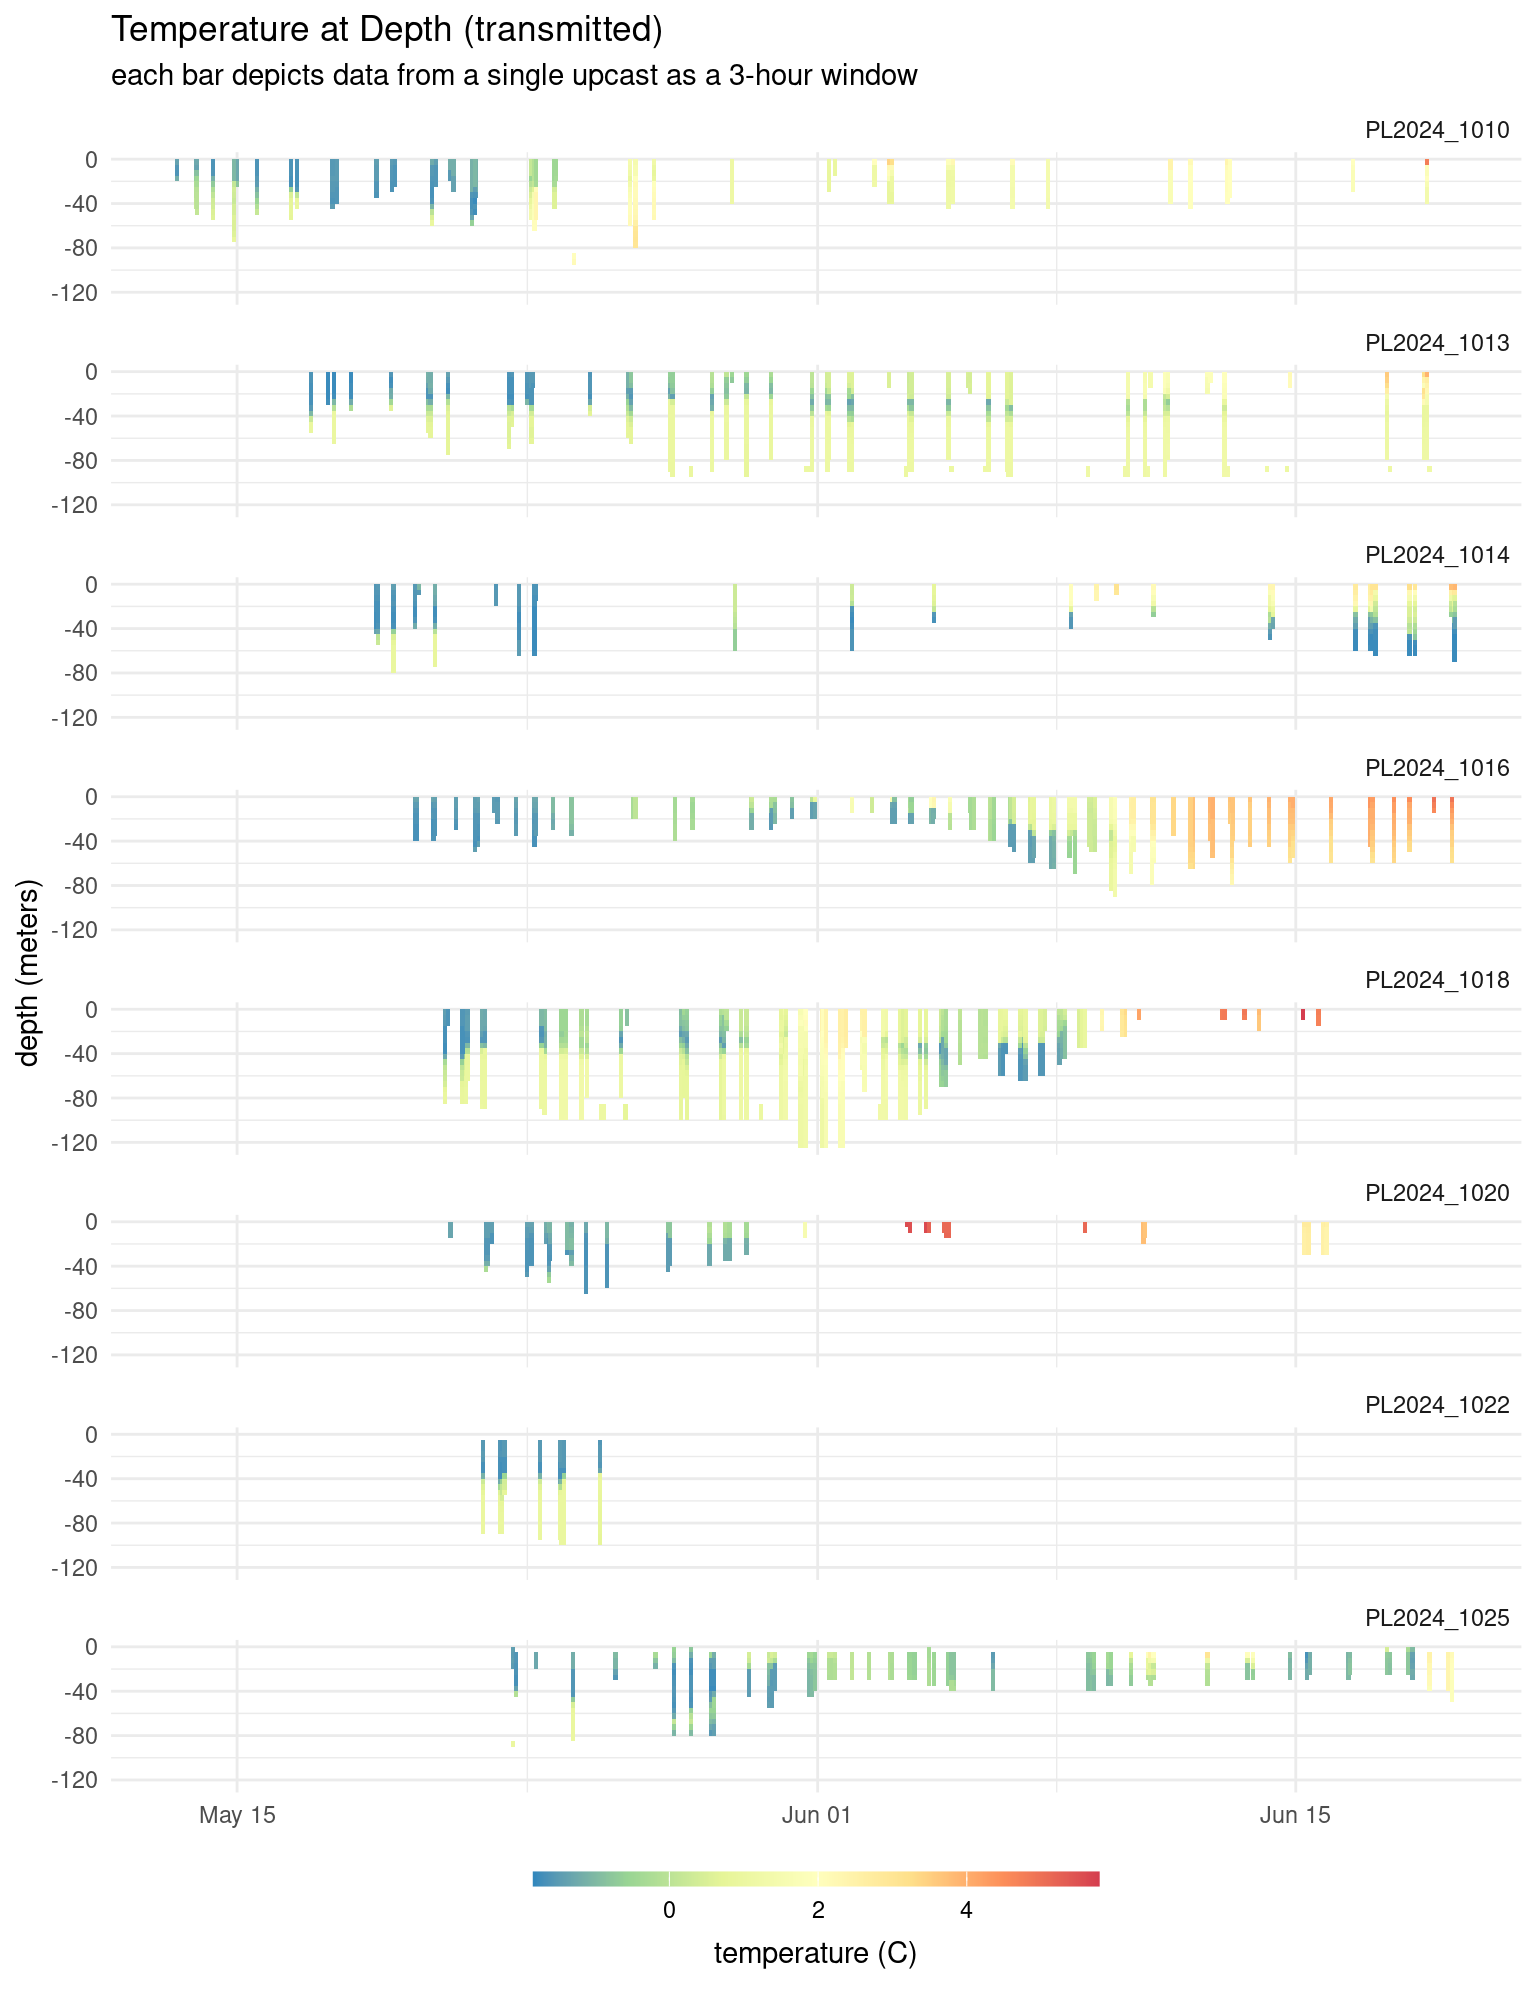 Temperature at Depth (transmitted)
each bar depicts data from a single upcast as a 3-hour window
PL2024_1010
0
-40
-80
-120
PL2024_1013
0
-40
-80
-120
PL2024_1014
0
-40
-80
-120
PL2024_1016
0
-40
-80
-120
depth (meters)
PL2024_1018
0
-40
-80
-120
PL2024_1020
0
-40
-80
-120
PL2024_1022
0
-40
-80
-120
PL2024_1025
0
-40
-80
-120
May 15 Jun 01 Jun 15
0 2 4
temperature (C)